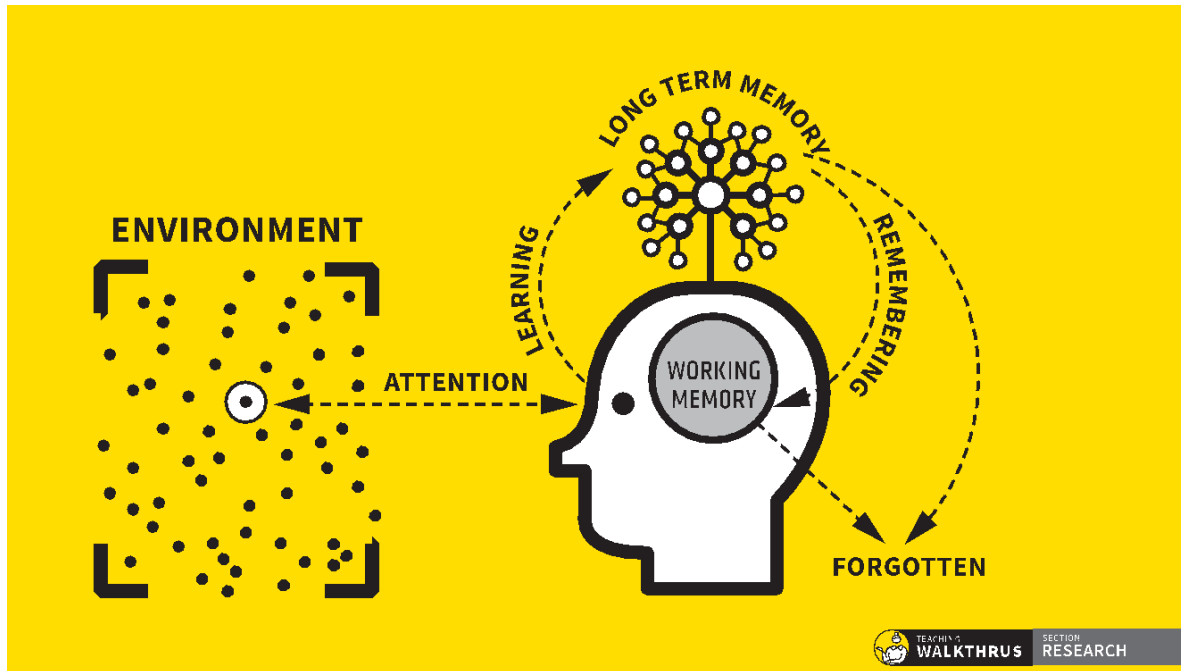 LONG TERM MEMORY
ENVIRONMENT
LEARNING
REMEMBERING
ATTENTION
WORKING
MEMORY
FORGOTTEN
TEACHING
WALKTHRUS
SECTION
RESEARCH